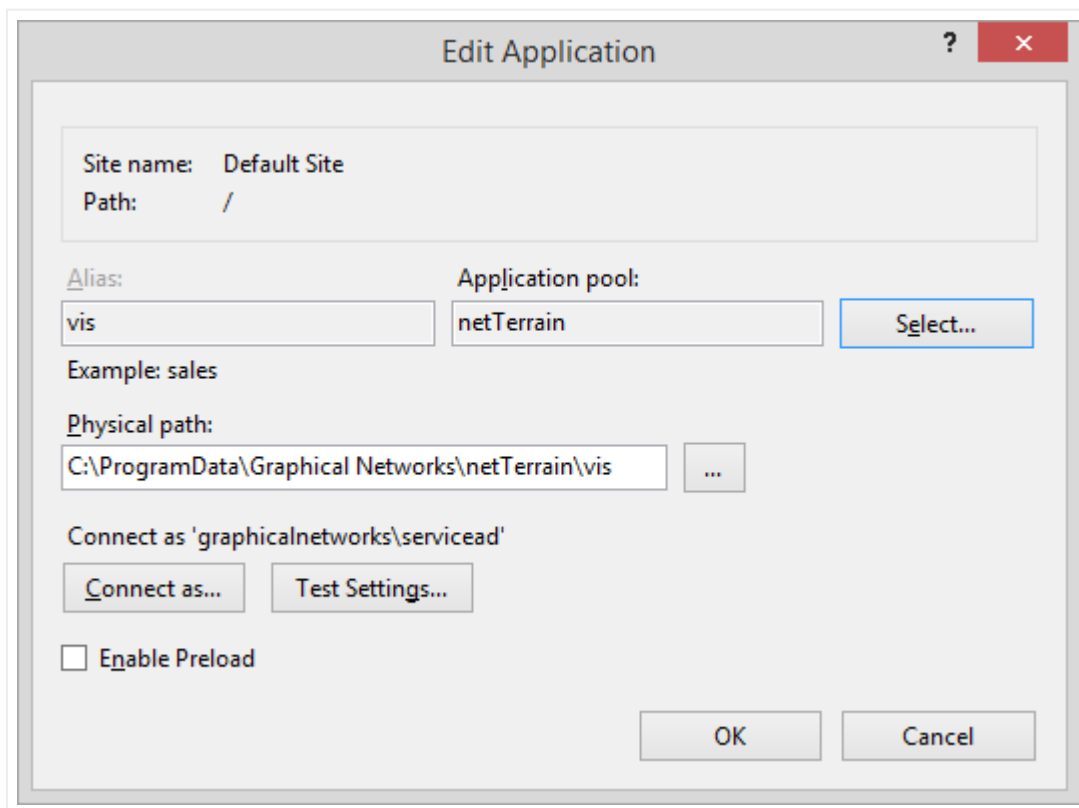 Edit Application
? ×
Site name: Default Site
Path: /
Alias: Application pool:
vis netTerrain Select...
Example: sales
Physical path:
C:\ProgramData\Graphical Networks\netTerrain\vis ...
Connect as 'graphicalnetworks\servicead'
Connect as... Test Settings...
Enable Preload
OK Cancel